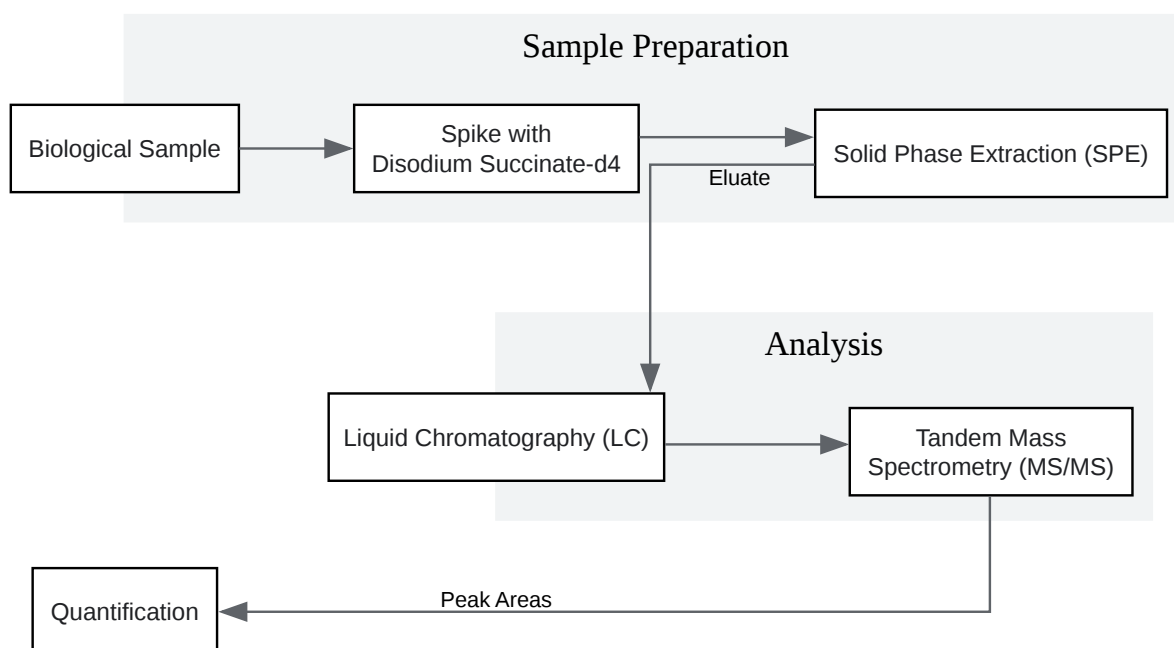 Sample Preparation
Biological Sample
Spike with
Disodium Succinate-d4
Solid Phase Extraction (SPE)
Eluate
Analysis
Liquid Chromatography (LC)
Tandem Mass
Spectrometry (MS/MS)
Peak Areas
Quantification